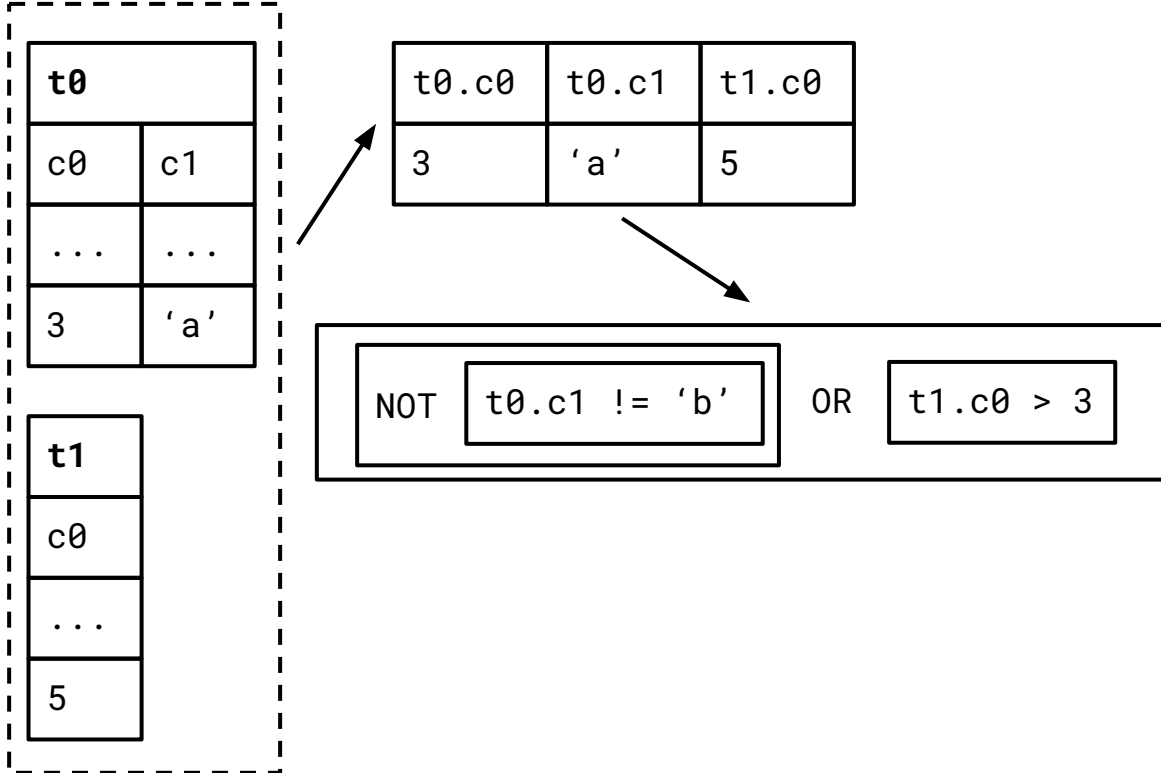 t0
c0 c1
... ...
3 ‘a’
t1
c0
...
5
t0.c0 t0.c1 t1.c0
3 ‘a’ 5
NOT t0.c1 != ‘b’ OR t1.c0 > 3